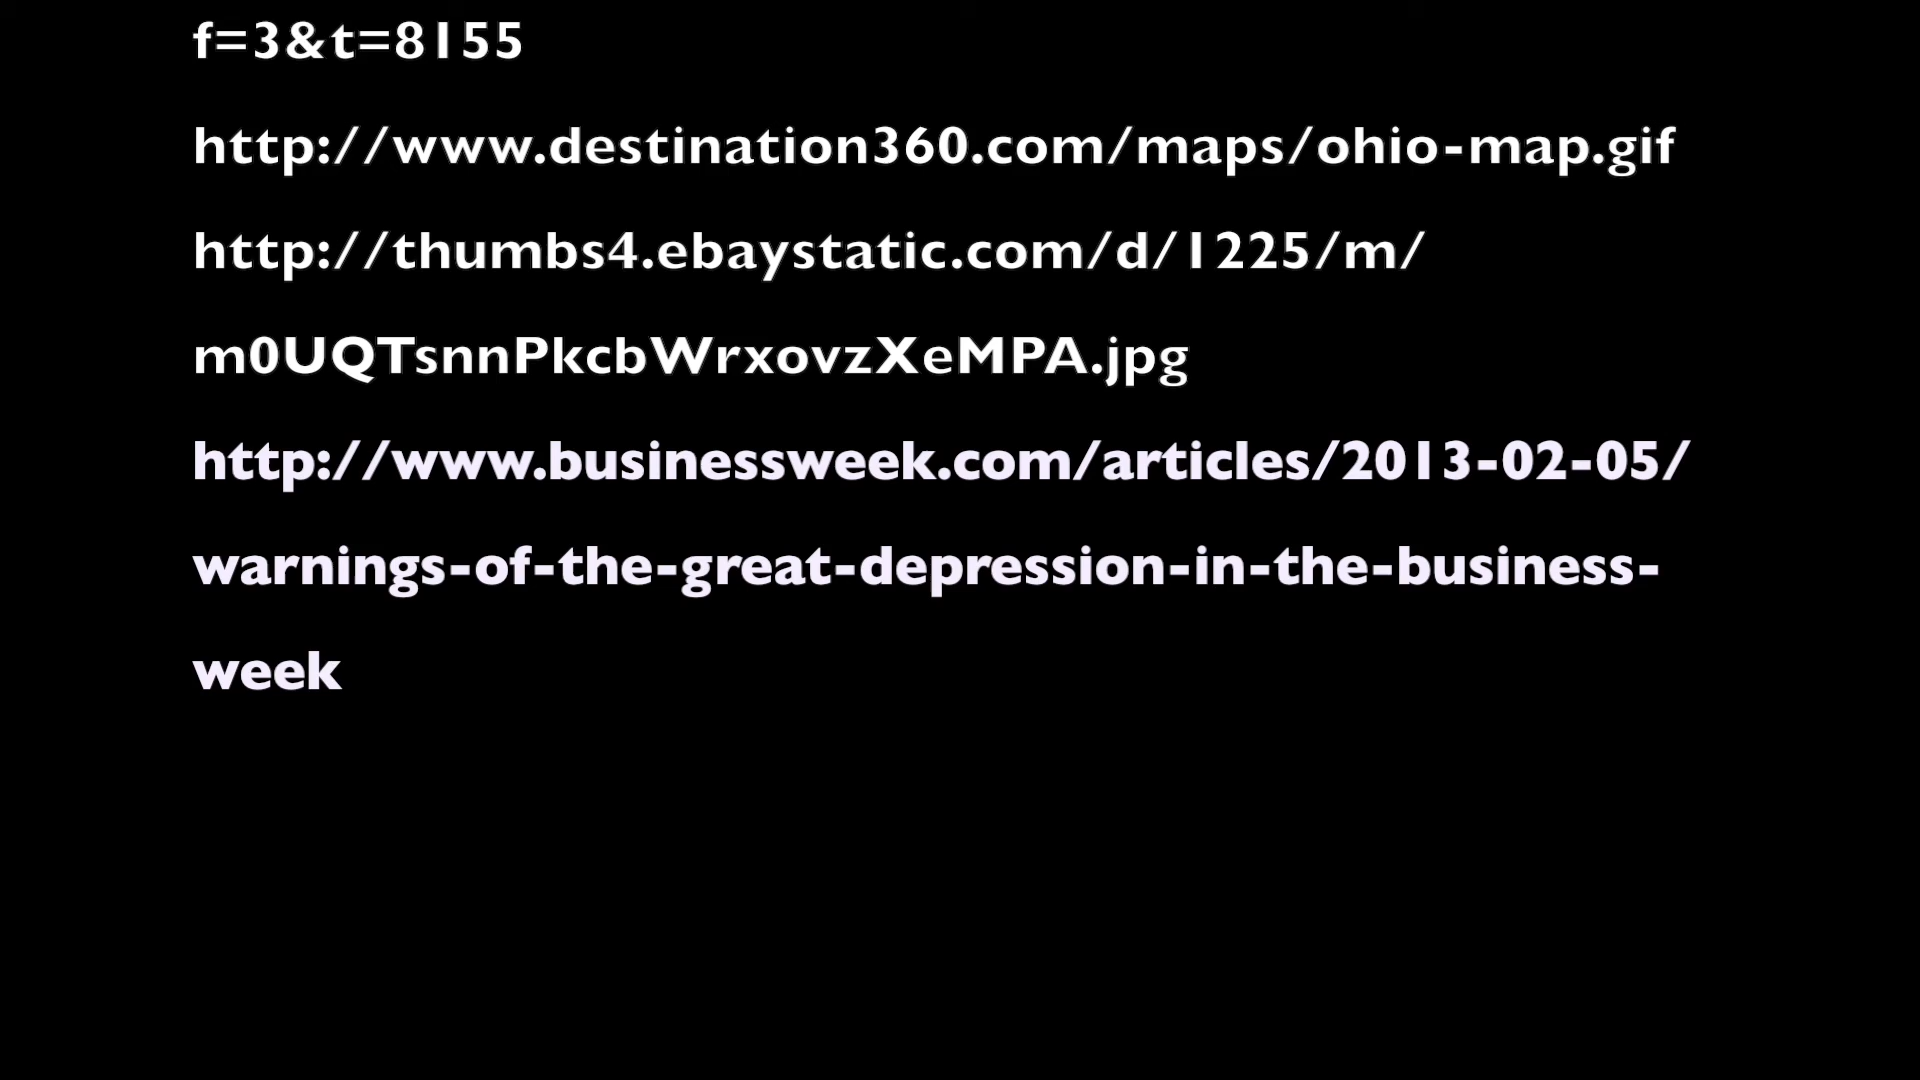 f=3&t=8155
http://www.destination360.com/maps/ohio-map.gif
http://thumbs4.ebaystatic.com/d/l225/m/
m0UQTsnnPkcbWrxovzXeMPA.jpg
http://www.businessweek.com/articles/2013-02-05/
warnings-of-the-great-depression-in-the-business-
week